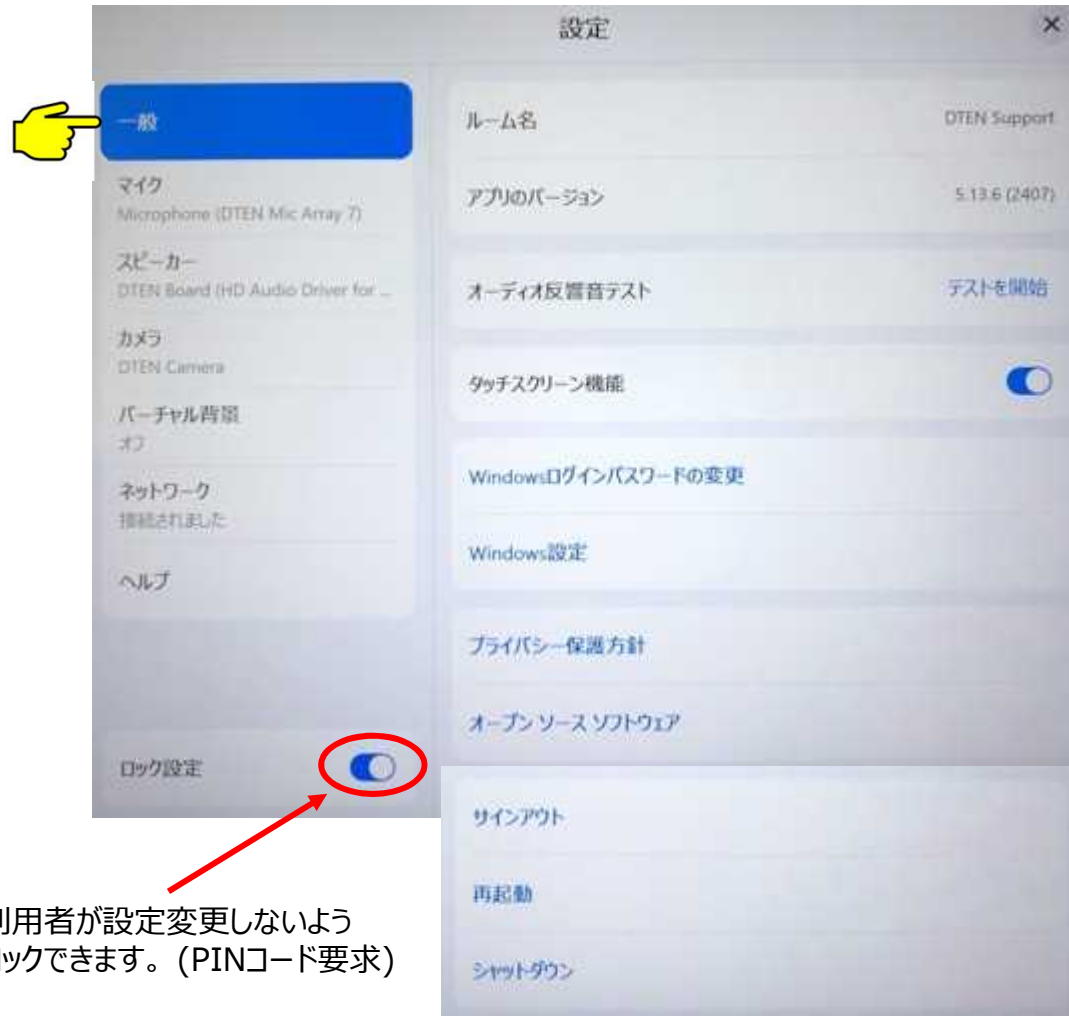 設定
一般
マイク
Microphone (DTEN Mic Array 7)
スピーカー
DTEN Board (HD Audio Driver for ...
カメラ
DTEN Camera
バーチャル背景
オフ
ネットワーク
接続されました
ヘルプ
ロック設定
ルーム名 DTEN Support
アプリのバージョン 5.13.6 (2407)
オーディオ反響音テスト テストを開始
タッチスクリーン機能
Windowsログインパスワードの変更
Windows設定
プライバシー保護方針
オープン ソース ソフトウェア
サインアウト
再起動
シャットダウン
利用者が設定変更しないよう
ックできます。(PINコード要求)